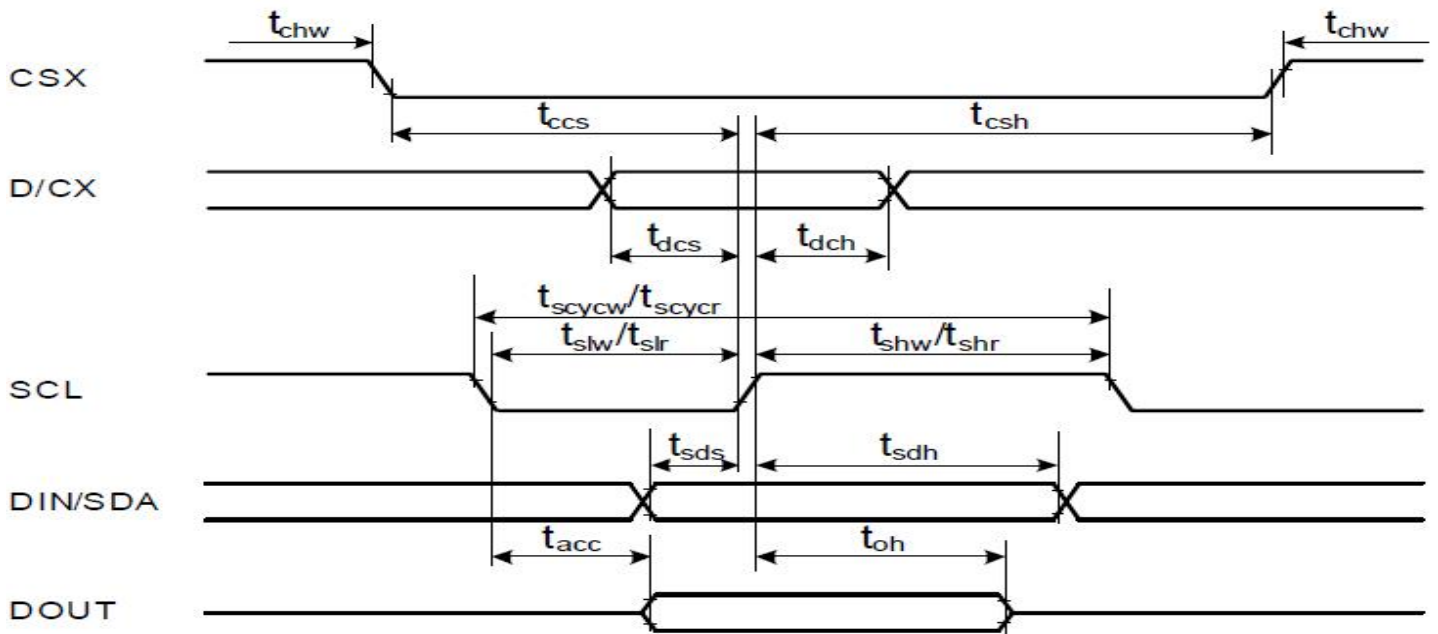 tchw
tchw
CSX
tccs
tcsh
D/CX
tdcs
tdch
tscycw/tscycr
tslw/tslr
tshw/tshr
SCL
tsds
tsdh
DIN/SDA
tacc
toh
DOUT